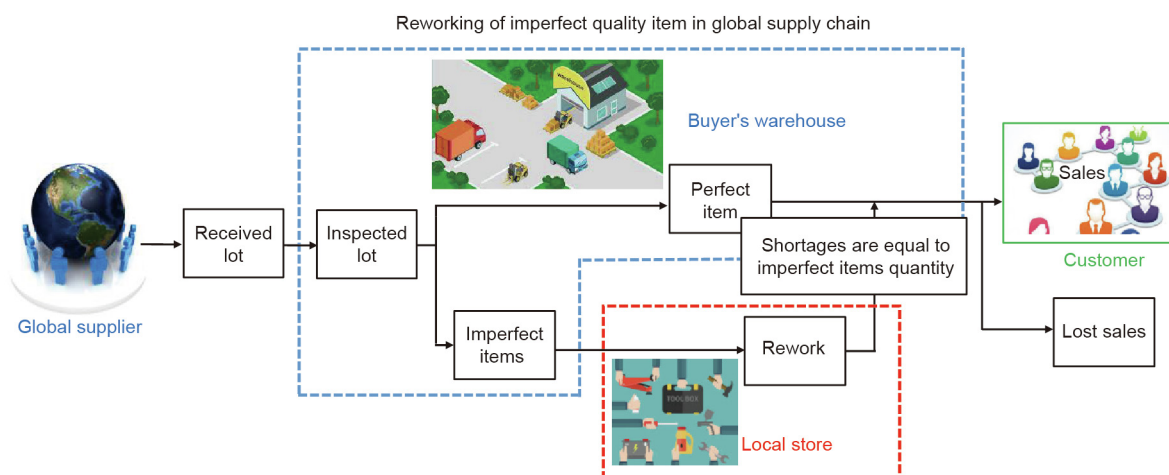 Reworking of imperfect quality item in global supply chain
warehouse
Buyer's warehouse
Sales
Perfect
item
Received
lot
Inspected
lot
Shortages are equal to
imperfect items quantity
Customer
Global supplier
Imperfect
items
Rework
Lost sales
TOOL BOX
Local store